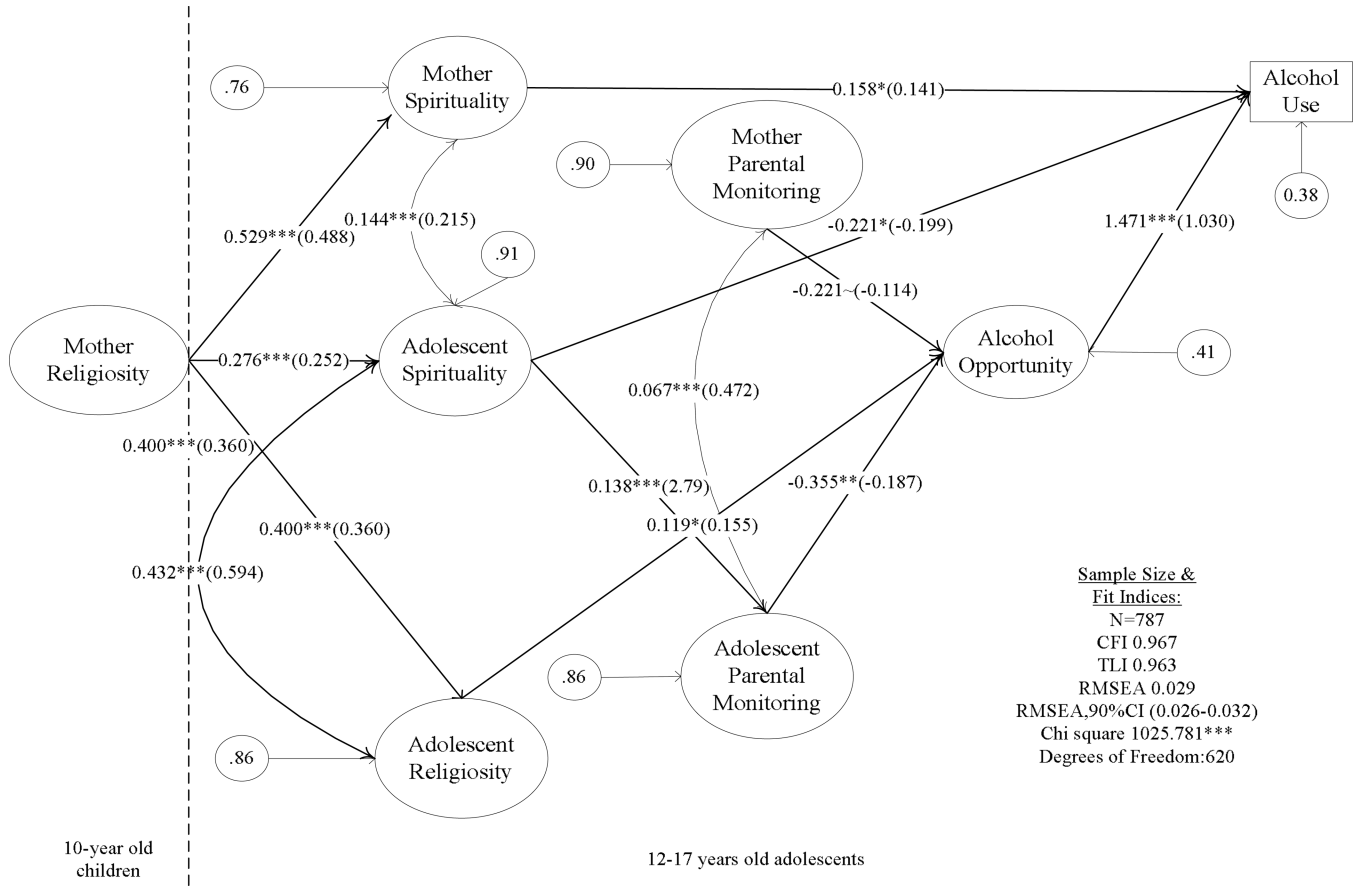 .76
Mother
Spirituality
0.158*(0.141)
Alcohol
Use
.90
Mother
Parental
Monitoring
0.38
0.144***(0.215)
0.529***(0.488)
-0.221*(-0.199)
1.471***(1.030)
.91
-0.221~(-0.114)
Mother
Religiosity
0.276***(0.252)
Adolescent
Spirituality
Alcohol
Opportunity
.41
0.067***(0.472)
0.400***(0.360)
0.138***(2.79)
-0.355**(-0.187)
0.400***(0.360)
0.119*(0.155)
0.432***(0.594)
Sample Size &
Fit Indices:
N=787
CFI 0.967
TLI 0.963
RMSEA 0.029
RMSEA,90%CI (0.026-0.032)
Chi square 1025.781***
Degrees of Freedom:620
.86
Adolescent
Parental
Monitoring
.86
Adolescent
Religiosity
10-year old
children
12-17 years old adolescents